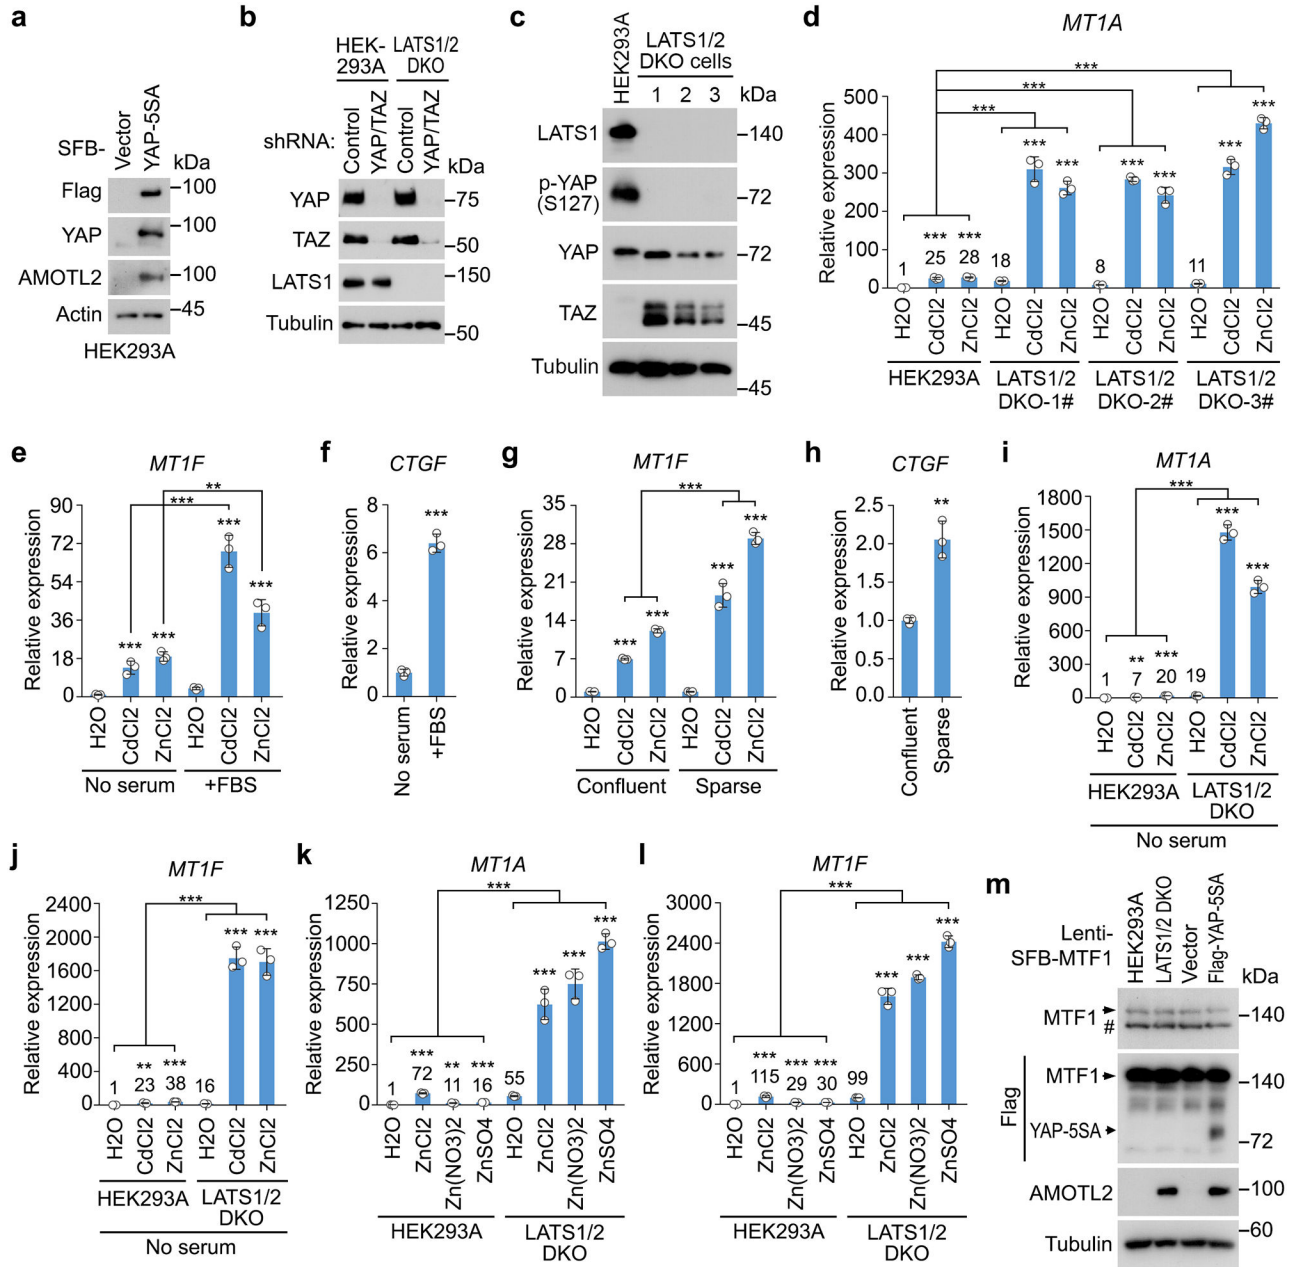 a
SFB-
Vector
YAP-5SA
kDa
Flag
–100
YAP
–100
AMOTL2
–100
Actin
–45
HEK293A
b
HEK-
293A
LATS1/2
DKO
shRNA:
Control
YAP/TAZ
Control
YAP/TAZ
kDa
YAP
–75
TAZ
–50
LATS1
–150
Tubulin
–50
c
HEK293A
LATS1/2
DKO cells
1 2 3 kDa
LATS1
–140
p-YAP
(S127)
–72
YAP
–72
TAZ
–45
Tubulin
–45
d
MT1A
Relative expression
500
400
300
200
100
0
***
***
***
1
***
25
***
28
18
***
***
8
***
***
11
***
***
H2O
CdCl2
ZnCl2
H2O
CdCl2
ZnCl2
H2O
CdCl2
ZnCl2
H2O
CdCl2
ZnCl2
HEK293A
LATS1/2
DKO-1#
LATS1/2
DKO-2#
LATS1/2
DKO-3#
e
MT1F
Relative expression
90
72
54
36
18
0
**
***
***
***
***
***
H2O
CdCl2
ZnCl2
H2O
CdCl2
ZnCl2
No serum
+FBS
f
CTGF
Relative expression
8
6
4
2
0
***
No serum
+FBS
g
MT1F
Relative expression
35
28
21
14
7
0
***
***
***
***
***
H2O
CdCl2
ZnCl2
H2O
CdCl2
ZnCl2
Confluent
Sparse
h
CTGF
Relative expression
2.5
2.0
1.5
1.0
0.5
0.0
**
Confluent
Sparse
i
MT1A
Relative expression
1800
1500
1200
900
600
300
0
***
1
**
7
***
20
19
***
***
H2O
CdCl2
ZnCl2
H2O
CdCl2
ZnCl2
HEK293A
LATS1/2
DKO
No serum
j
MT1F
Relative expression
2400
2000
1600
1200
800
400
0
***
1
**
23
***
38
16
***
***
H2O
CdCl2
ZnCl2
H2O
CdCl2
ZnCl2
HEK293A
LATS1/2
DKO
No serum
k
MT1A
Relative expression
1250
1000
750
500
250
0
***
1
***
72
**
11
***
16
55
***
***
***
H2O
ZnCl2
Zn(NO3)2
ZnSO4
H2O
ZnCl2
Zn(NO3)2
ZnSO4
HEK293A
LATS1/2
DKO
l
MT1F
Relative expression
3000
2400
1800
1200
600
0
***
1
***
115
***
29
***
30
99
***
***
***
H2O
ZnCl2
Zn(NO3)2
ZnSO4
H2O
ZnCl2
Zn(NO3)2
ZnSO4
HEK293A
LATS1/2
DKO
m
Lenti-
SFB-MTF1
HEK293A
LATS1/2 DKO
Vector
Flag-YAP-5SA
kDa
MTF1
#
–140
Flag
MTF1
–140
YAP-5SA
–72
AMOTL2
–100
–60
Tubulin